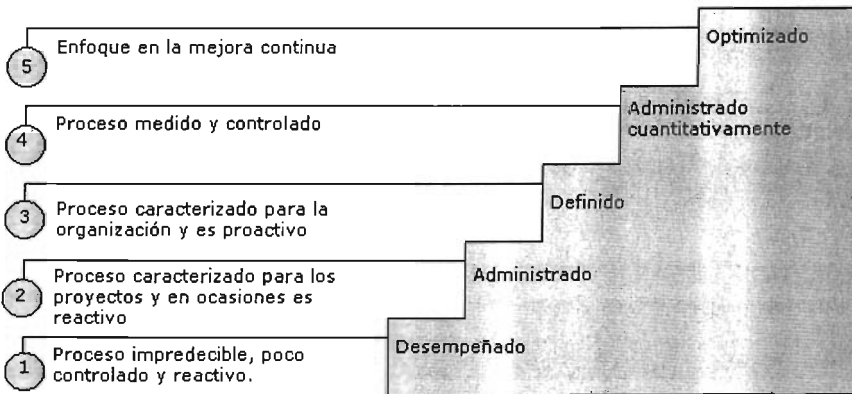 Optimizado
5
Enfoque en la mejora continua
Administrado
cuantitativamente
4
Proceso medido y controlado
Definido
3
Proceso caracterizado para la
organización y es proactivo
Administrado
2
Proceso caracterizado para los
proyectos y en ocasiones es
reactivo
Desempeñado
1
Proceso impredecible, poco
controlado y reactivo.